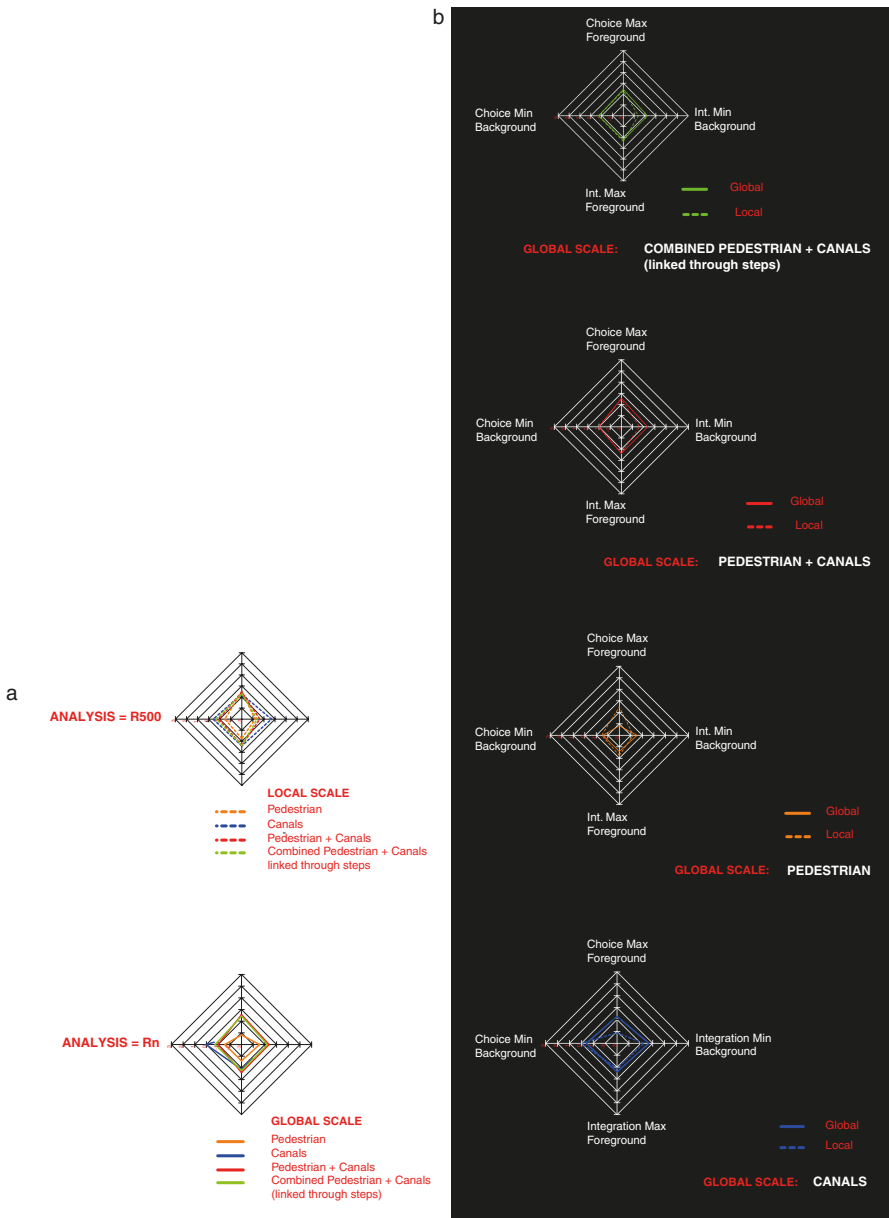 a
ANALYSIS = R500
LOCAL SCALE
Pedestrian
Canals
Pedestrian + Canals
Combined Pedestrian + Canals
linked through steps
ANALYSIS = Rn
GLOBAL SCALE
Pedestrian
Canals
Pedestrian + Canals
Combined Pedestrian + Canals
(linked through steps)
b
Choice Max
Foreground
Choice Min
Background
Int. Min
Background
Int. Max
Foreground
Global
Local
GLOBAL SCALE: COMBINED PEDESTRIAN + CANALS
(linked through steps)
Choice Max
Foreground
Choice Min
Background
Int. Min
Background
Int. Max
Foreground
Global
Local
GLOBAL SCALE: PEDESTRIAN + CANALS
Choice Max
Foreground
Choice Min
Background
Int. Min
Background
Int. Max
Foreground
Global
Local
GLOBAL SCALE: PEDESTRIAN
Choice Max
Foreground
Choice Min
Background
Integration Min
Background
Integration Max
Foreground
Global
Local
GLOBAL SCALE: CANALS